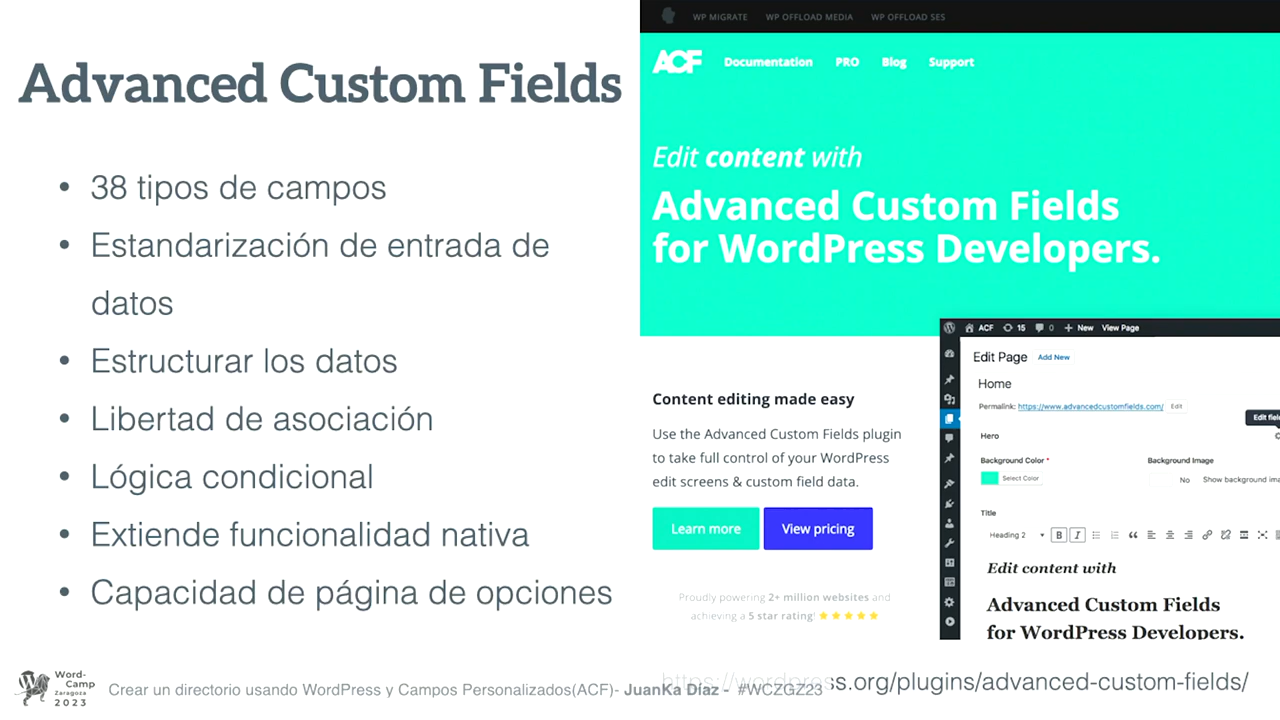 Advanced Custom Fields
• 38 tipos de campos
• Estandarización de entrada de
datos
• Estructurar los datos
• Libertad de asociación
• Lógica condicional
• Extiende funcionalidad nativa
• Capacidad de página de opciones
WP MIGRATE WP OFFLOAD MEDIA WP OFFLOAD SES
ACF Documentation PRO Blog Support
Edit content with
Advanced Custom Fields
for WordPress Developers.
Content editing made easy
Use the Advanced Custom Fields plugin
to take full control of your WordPress
edit screens & custom field data.
Learn more View pricing
Proudly powering 2+ million websites and
achieving a 5 star rating!
ACF 15 0 New View Page
Edit Page Add New
Home
Permalink: https://www.advancedcustomfields.com/ Edit
Edit
Hero
Background Color * Background Image
Select Color No Show background
Title
Heading 2 B I
Edit content with
Advanced Custom Fields
for WordPress Developers.
Word-
Camp
Zaragoza
2023
Crear un directorio usando WordPress y Campos Personalizados(ACF)- JuanKa Díaz - #WCZGZ23
https://wordpress.org/plugins/advanced-custom-fields/